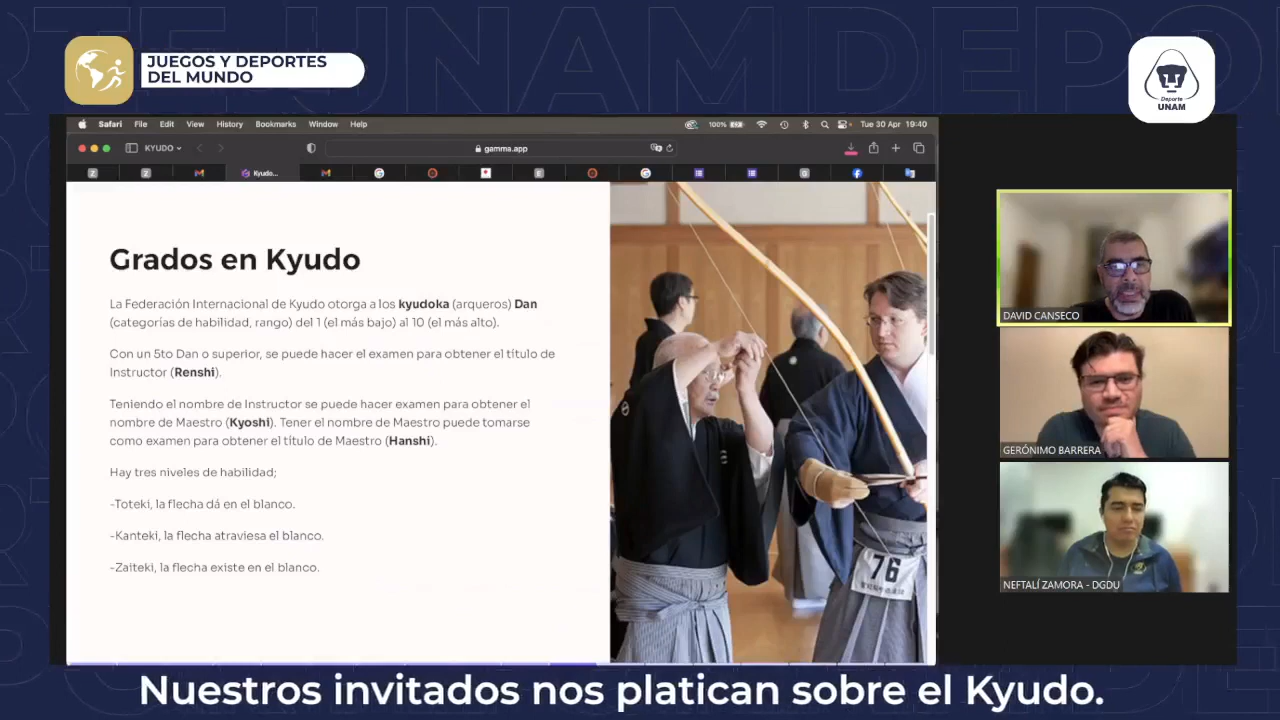 JUEGOS Y DEPORTES
DEL MUNDO
Deporte
UNAM
Safari File Edit View History Bookmarks Window Help
100% Tue 30 Apr 19:40
KYUDO
gamma.app
Kyudo...
Grados en Kyudo
La Federación Internacional de Kyudo otorga a los kyudoka (arqueros) Dan
(categorías de habilidad, rango) del 1 (el más bajo) al 10 (el más alto).
Con un 5to Dan o superior, se puede hacer el examen para obtener el título de
Instructor (Renshi).
Teniendo el nombre de Instructor se puede hacer examen para obtener el
nombre de Maestro (Kyoshi). Tener el nombre de Maestro puede tomarse
como examen para obtener el título de Maestro (Hanshi).
Hay tres niveles de habilidad;
-Toteki, la flecha dá en el blanco.
-Kanteki, la flecha atraviesa el blanco.
-Zaiteki, la flecha existe en el blanco.
76
DAVID CANSECO
GERÓNIMO BARRERA
NEFTALÍ ZAMORA - DGDU
Nuestros invitados nos platican sobre el Kyudo.